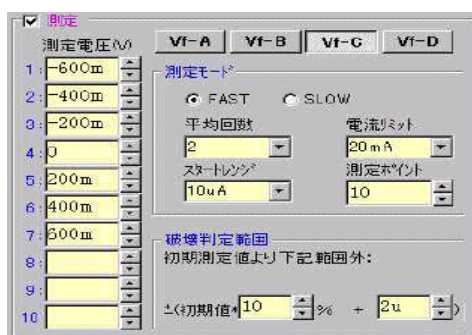 測定
測定電圧(V)
1: -600m
2: -400m
3: -200m
4: 0
5: 200m
6: 400m
7: 600m
8:
9:
10
Vf-A Vf-B Vf-C Vf-D
測定ﾓｰﾄﾞ
FAST SLOW
平均回数 電流ﾘﾐｯﾄ
2 20mA
ｽﾀｰﾄﾚﾝｼﾞ 測定ﾎﾟｲﾝﾄ
10uA 10
破壊判定範囲
初期測定値より下記範囲外:
±(初期値* 10 % + 2u )